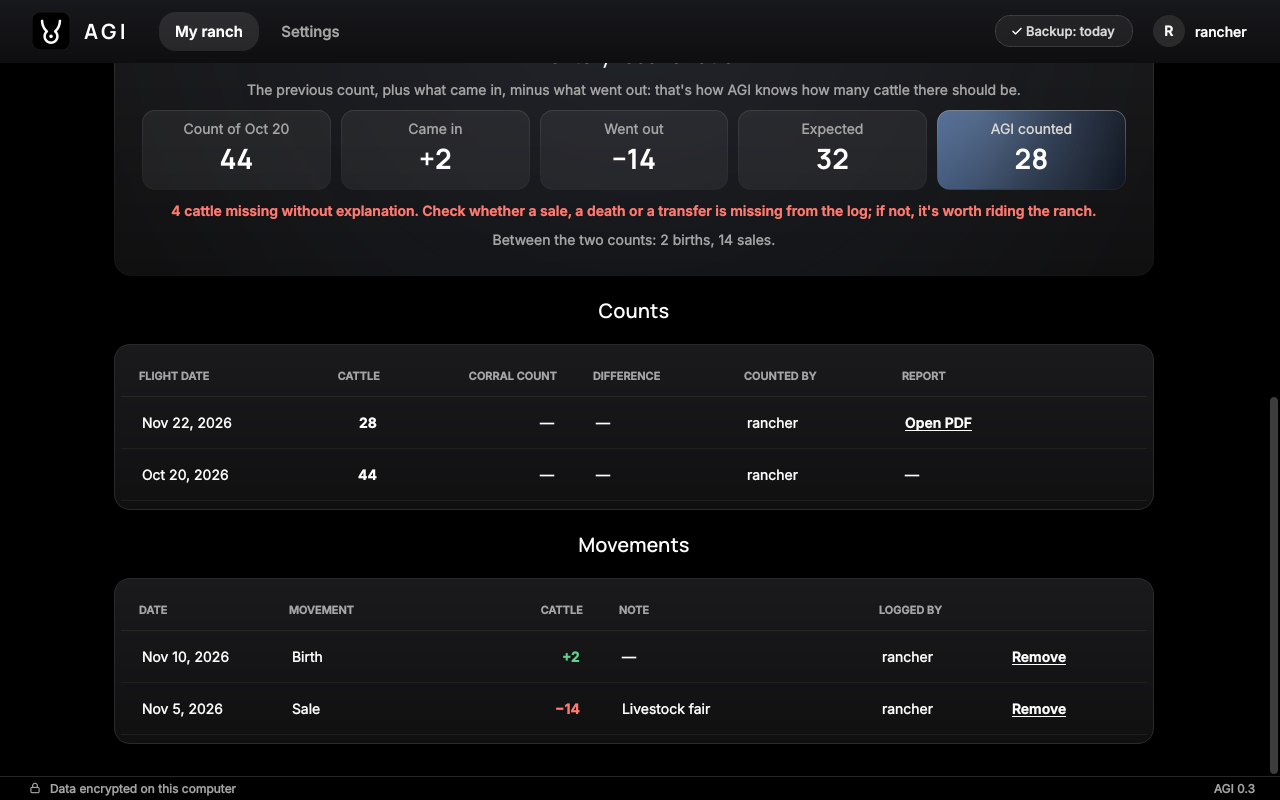 AGI My ranch Settings ✓ Backup: today R rancher
The previous count, plus what came in, minus what went out: that's how AGI knows how many cattle there should be.
Count of Oct 20 Came in Went out Expected AGI counted
44 +2 −14 32 28
4 cattle missing without explanation. Check whether a sale, a death or a transfer is missing from the log; if not, it's worth riding the ranch.
Between the two counts: 2 births, 14 sales.
Counts
FLIGHT DATE CATTLE CORRAL COUNT DIFFERENCE COUNTED BY REPORT
Nov 22, 2026 28 — — rancher Open PDF
Oct 20, 2026 44 — — rancher —
Movements
DATE MOVEMENT CATTLE NOTE LOGGED BY
Nov 10, 2026 Birth +2 — rancher Remove
Nov 5, 2026 Sale −14 Livestock fair rancher Remove
Data encrypted on this computer AGI 0.3